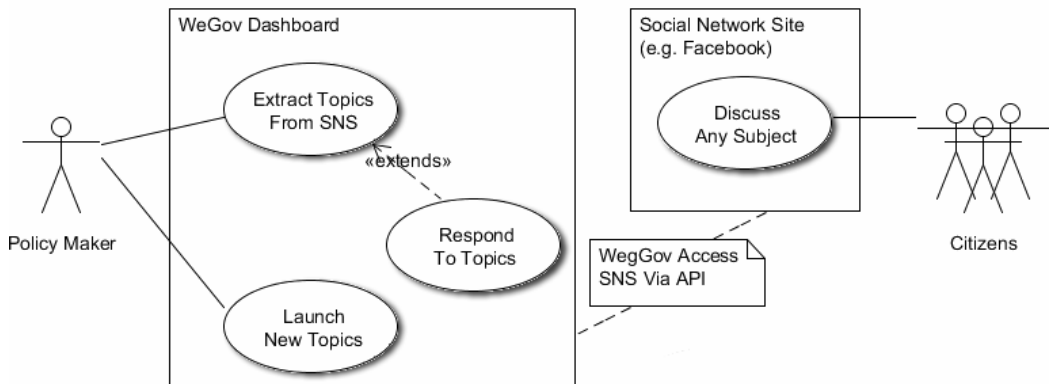 WeGov Dashboard
Social Network Site
(e.g. Facebook)
Extract Topics
From SNS
Discuss
Any Subject
«extends»
Policy Maker
Respond
To Topics
WegGov Access
SNS Via API
Citizens
Launch
New Topics